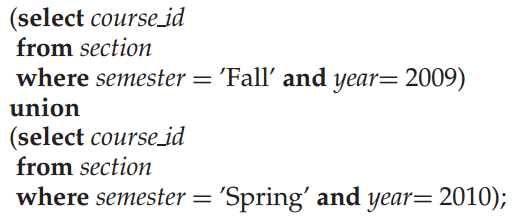 (select course_id
from section
where semester = ’Fall’ and year= 2009)
union
(select course_id
from section
where semester = ’Spring’ and year= 2010);